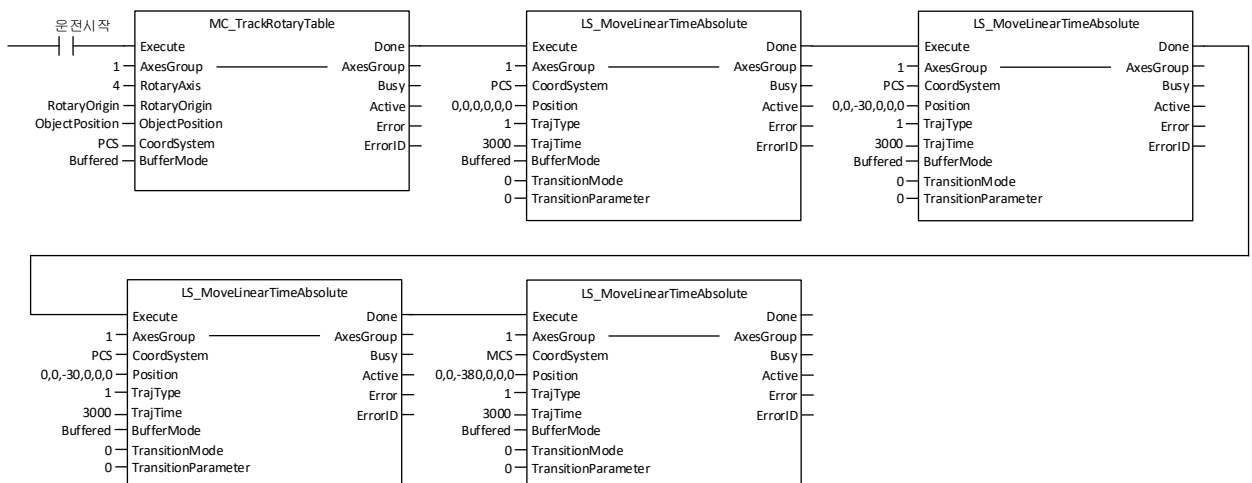 운전시작
MC_TrackRotaryTable
Execute Done
1 AxesGroup AxesGroup
4 RotaryAxis Busy
RotaryOrigin RotaryOrigin Active
ObjectPosition ObjectPosition Error
PCS CoordSystem ErrorID
Buffered BufferMode
LS_MoveLinearTimeAbsolute
Execute Done
1 AxesGroup AxesGroup
PCS CoordSystem Busy
0,0,0,0,0,0 Position Active
1 TrajType Error
3000 TrajTime ErrorID
Buffered BufferMode
0 TransitionMode
0 TransitionParameter
LS_MoveLinearTimeAbsolute
Execute Done
1 AxesGroup AxesGroup
PCS CoordSystem Busy
0,0,-30,0,0,0 Position Active
1 TrajType Error
3000 TrajTime ErrorID
Buffered BufferMode
0 TransitionMode
0 TransitionParameter
LS_MoveLinearTimeAbsolute
Execute Done
1 AxesGroup AxesGroup
PCS CoordSystem Busy
0,0,-30,0,0,0 Position Active
1 TrajType Error
3000 TrajTime ErrorID
Buffered BufferMode
0 TransitionMode
0 TransitionParameter
LS_MoveLinearTimeAbsolute
Execute Done
1 AxesGroup AxesGroup
MCS CoordSystem Busy
0,0,-380,0,0,0 Position Active
1 TrajType Error
3000 TrajTime ErrorID
Buffered BufferMode
0 TransitionMode
0 TransitionParameter